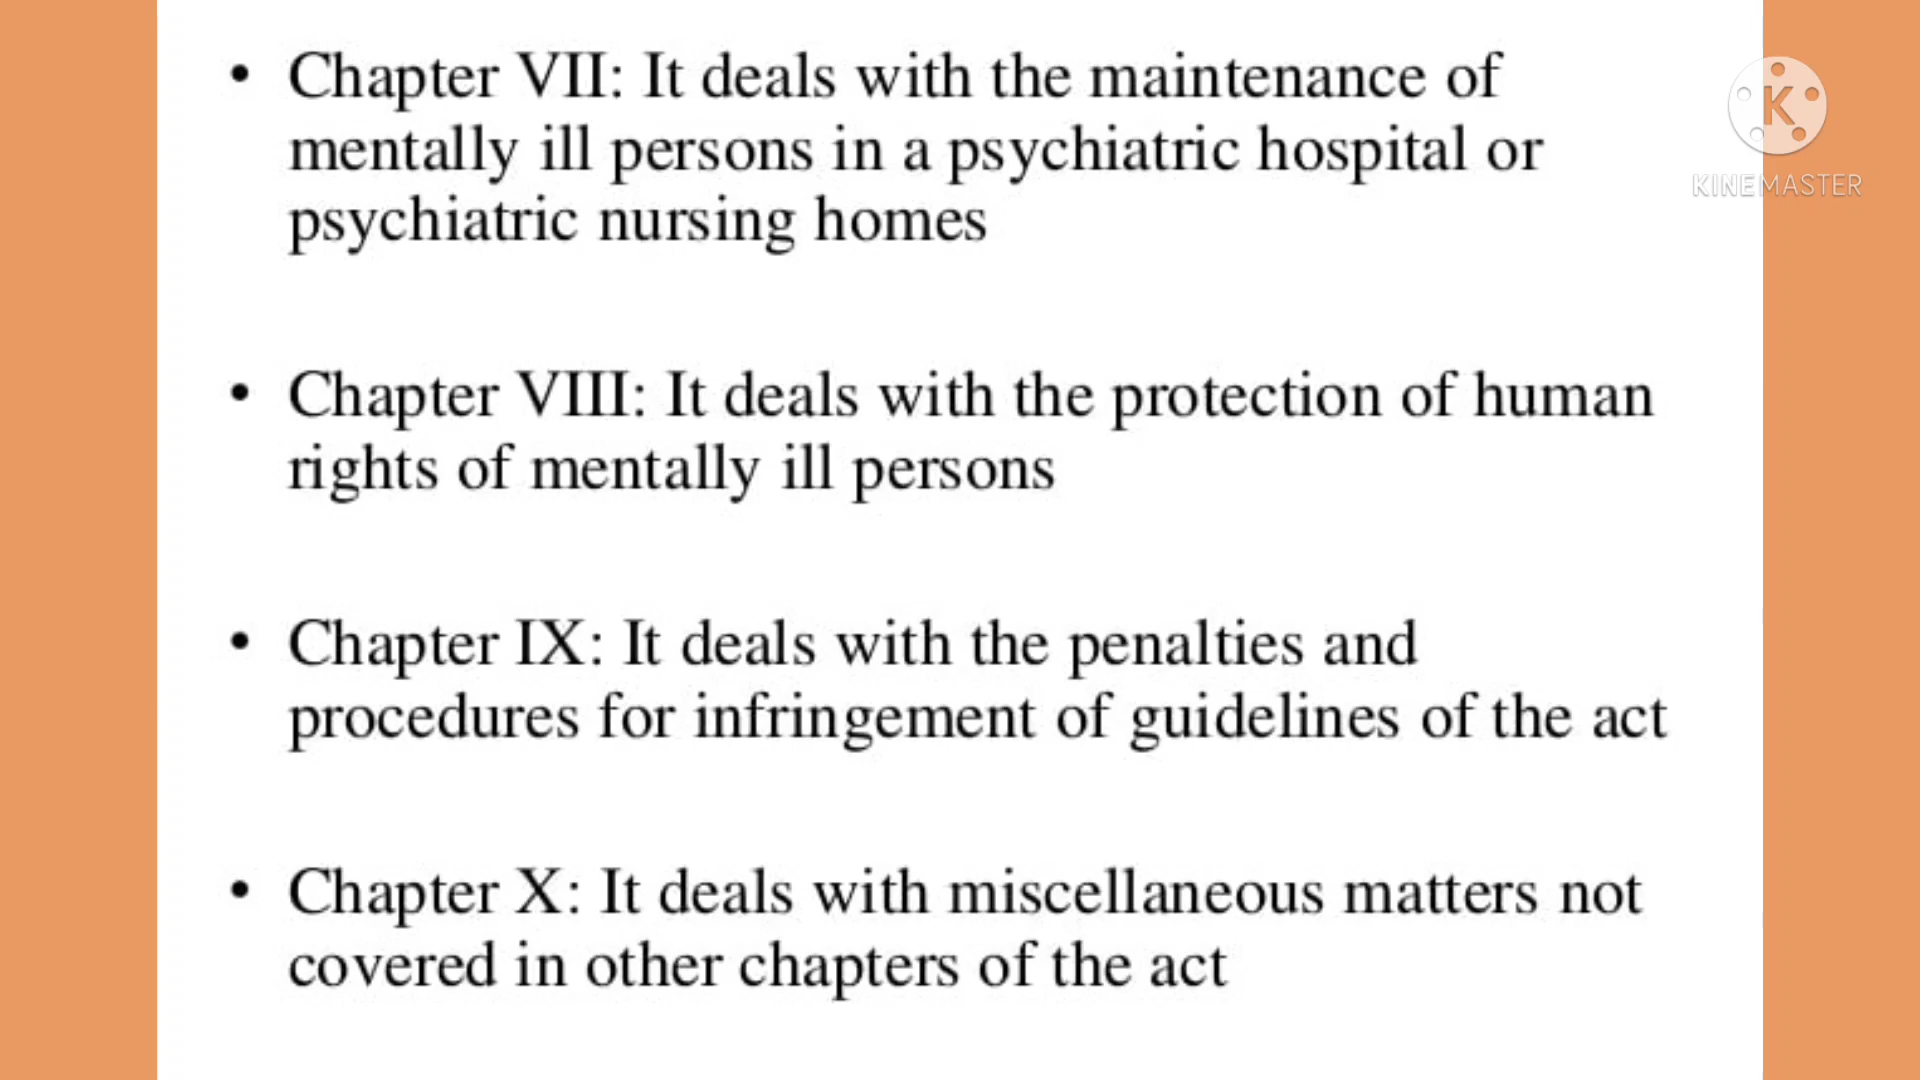 • Chapter VII: It deals with the maintenance of
mentally ill persons in a psychiatric hospital or
psychiatric nursing homes
• Chapter VIII: It deals with the protection of human
rights of mentally ill persons
• Chapter IX: It deals with the penalties and
procedures for infringement of guidelines of the act
• Chapter X: It deals with miscellaneous matters not
covered in other chapters of the act
K
KINEMASTER